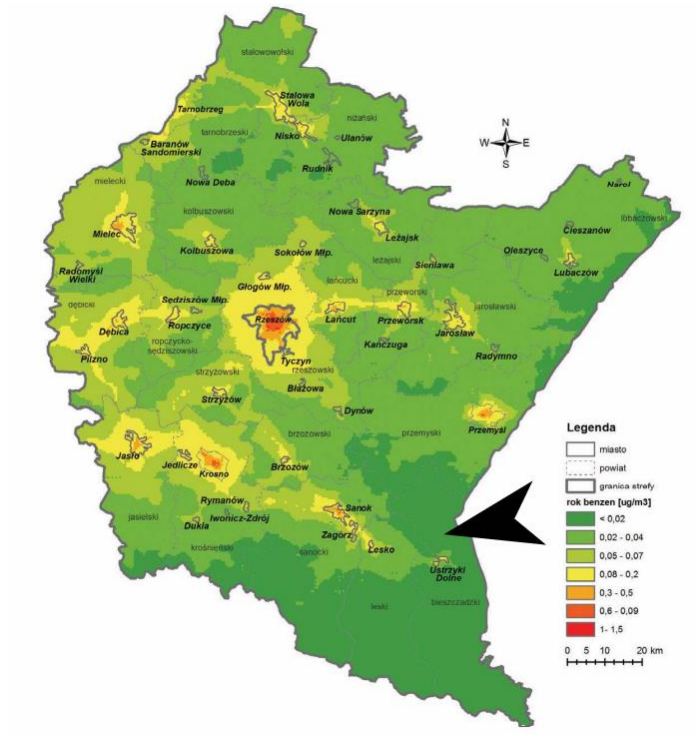 stalowowolski
Stalowa
Wola
Tarnobrzeg
niżański
tarnobrzeski
Nisko
Ulanów
Baranów
Sandomierski
Rudnik
N
W
E
S
mielecki
Nowa Dęba
Narol
kolbuszowski
Nowa Sarzyna
lubaczowski
Mielec
Leżajsk
Cieszanów
Kolbuszowa
Sokołów Młp.
leżajski
Oleszyce
Radomyśl
Wielki
Sieniawa
Lubaczów
Głogów Młp.
łańcucki
dębicki
Sędziszów Młp.
przeworski
jarosławski
Rzeszów
Łańcut
Przeworsk
Dębica
Ropczyce
Jarosław
ropczycko-
sędziszowski
Kańczuga
Pilzno
Tyczyn
Radymno
strzyżowski
rzeszowski
Błażowa
Strzyżów
Dynów
brzozowski
przemyski
Przemyśl
Jasło
Jedlicze
Krosno
Brzozów
Rymanów
Sanok
Iwonicz-Zdrój
jasielski
Dukla
Zagórz
krośnieński
Lesko
sanocki
Ustrzyki
Dolne
leski
bieszczadzki
Legenda
miasto
powiat
granica strefy
rok benzen [ug/m3]
< 0,02
0,02 - 0,04
0,05 - 0,07
0,08 - 0,2
0,3 - 0,5
0,6 - 0,09
1- 1,5
0 5 10 20 km